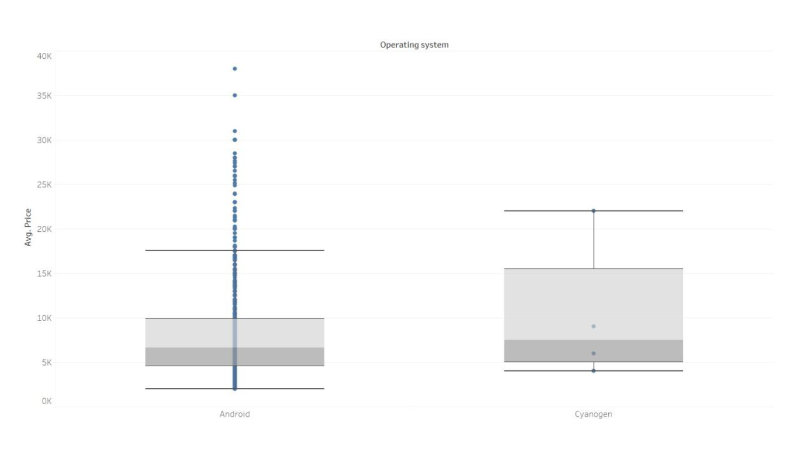 Operating system
40K
35K
30K
25K
20K
15K
10K
5K
0K
Avg. Price
Android
Cyanogen